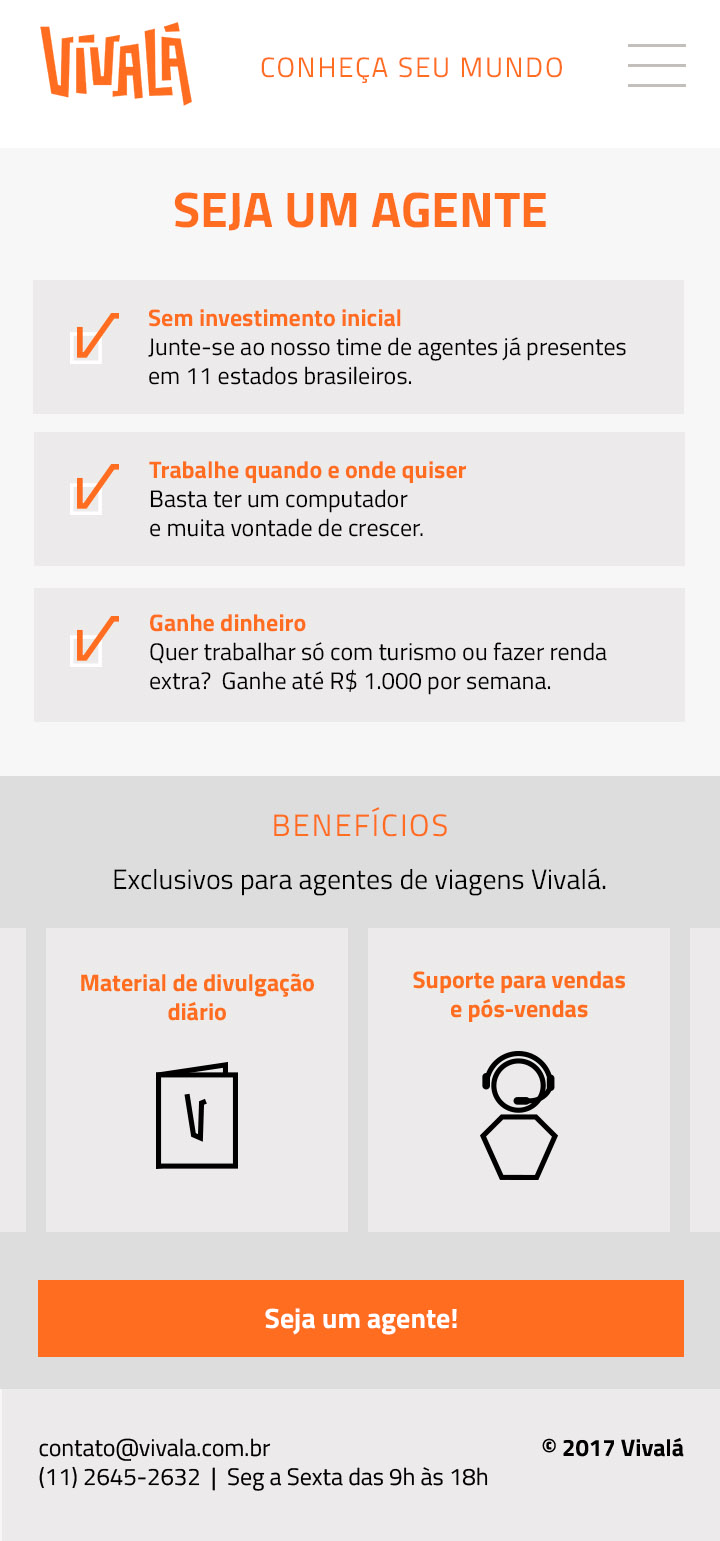 VIVALÁ
CONHEÇA SEU MUNDO
SEJA UM AGENTE
Sem investimento inicial
Junte-se ao nosso time de agentes já presentes
em 11 estados brasileiros.
Trabalhe quando e onde quiser
Basta ter um computador
e muita vontade de crescer.
Ganhe dinheiro
Quer trabalhar só com turismo ou fazer renda
extra? Ganhe até R$ 1.000 por semana.
BENEFÍCIOS
Exclusivos para agentes de viagens Vivalá.
Material de divulgação
diário
V
Suporte para vendas
e pós-vendas
Seja um agente!
contato@vivala.com.br
(11) 2645-2632 | Seg a Sexta das 9h às 18h
© 2017 Vivalá